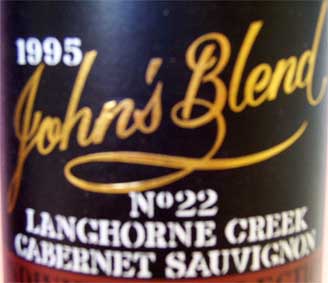 1995
John's Blend
Nº22
LANGHORNE CREEK
CABERNET SAUVIGNON